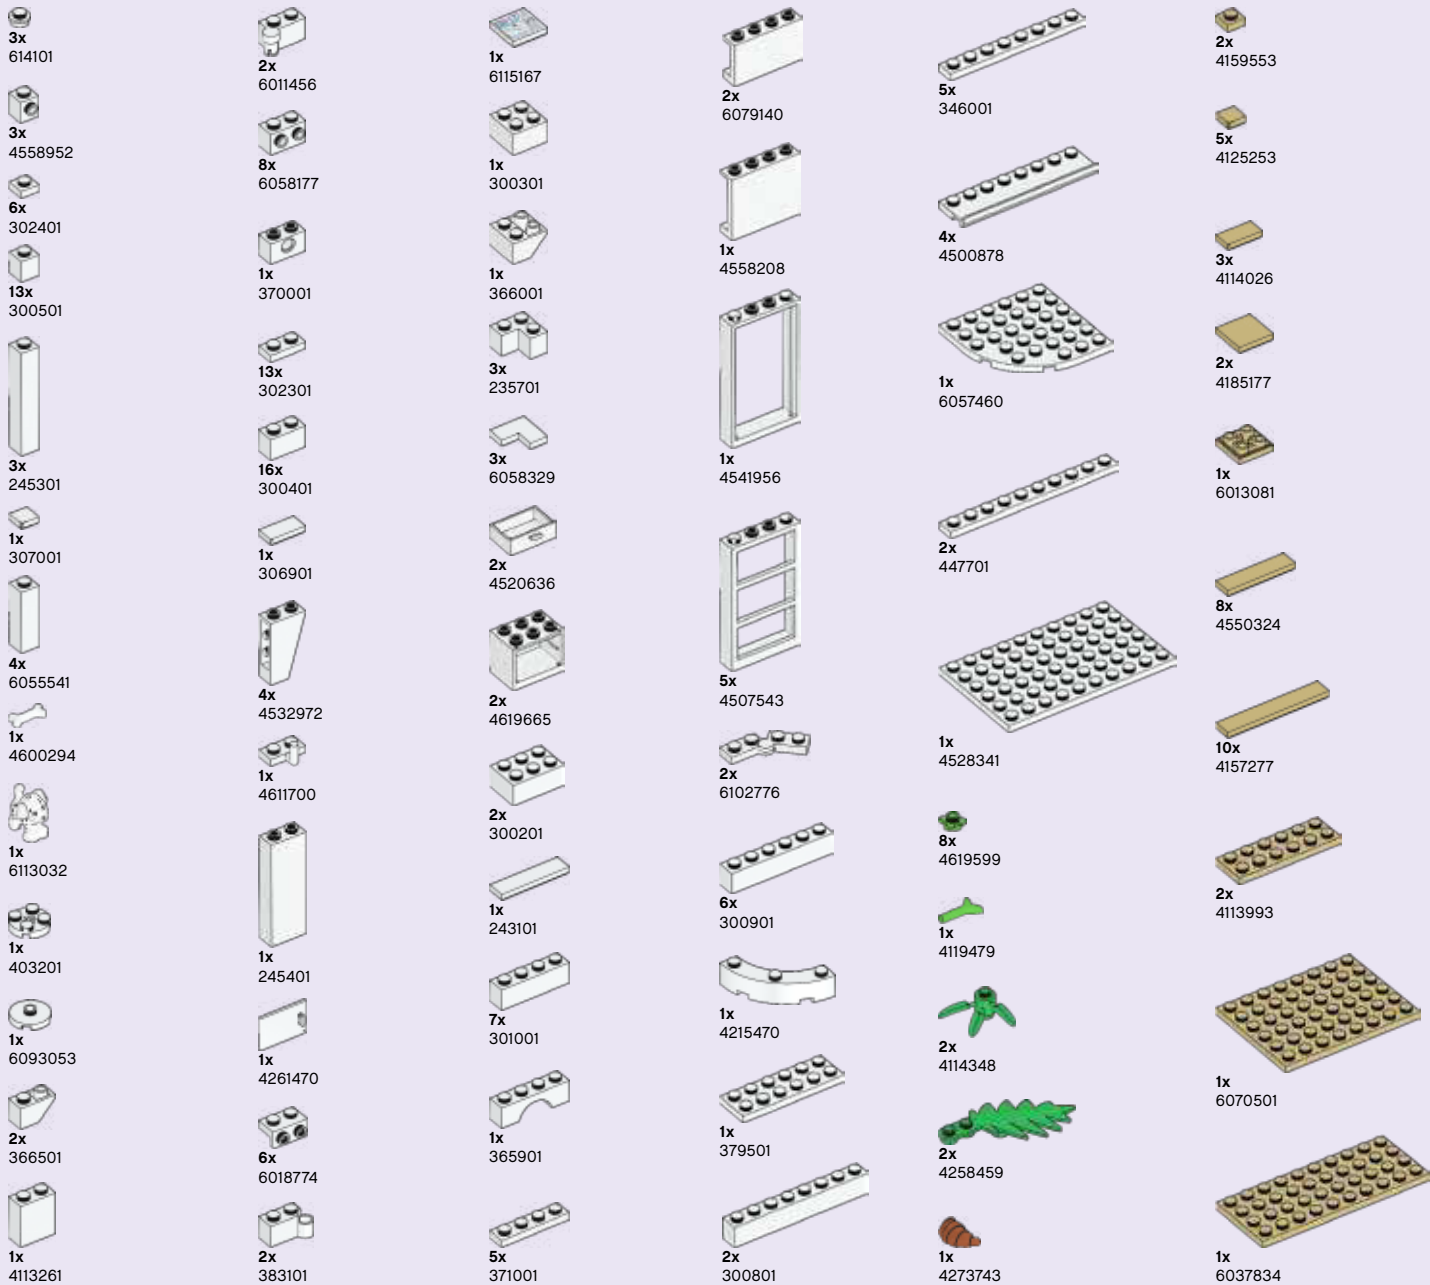 3x
614101
3x
4558952
6x
302401
13x
300501
3x
245301
1x
307001
4x
6055541
1x
4600294
1x
6113032
1x
403201
1x
6093053
2x
366501
1x
4113261
2x
6011456
8x
6058177
1x
370001
13x
302301
16x
300401
1x
306901
4x
4532972
1x
4611700
1x
245401
1x
4261470
6x
6018774
2x
383101
1x
6115167
1x
300301
1x
366001
3x
235701
3x
6058329
2x
4520636
2x
4619665
2x
300201
1x
243101
7x
301001
1x
365901
5x
371001
2x
6079140
1x
4558208
1x
4541956
5x
4507543
2x
6102776
6x
300901
1x
4215470
1x
379501
2x
300801
5x
346001
4x
4500878
1x
6057460
2x
447701
1x
4528341
8x
4619599
1x
4119479
2x
4114348
2x
4258459
1x
4273743
2x
4159553
5x
4125253
3x
4114026
2x
4185177
1x
6013081
8x
4550324
10x
4157277
2x
4113993
1x
6070501
1x
6037834